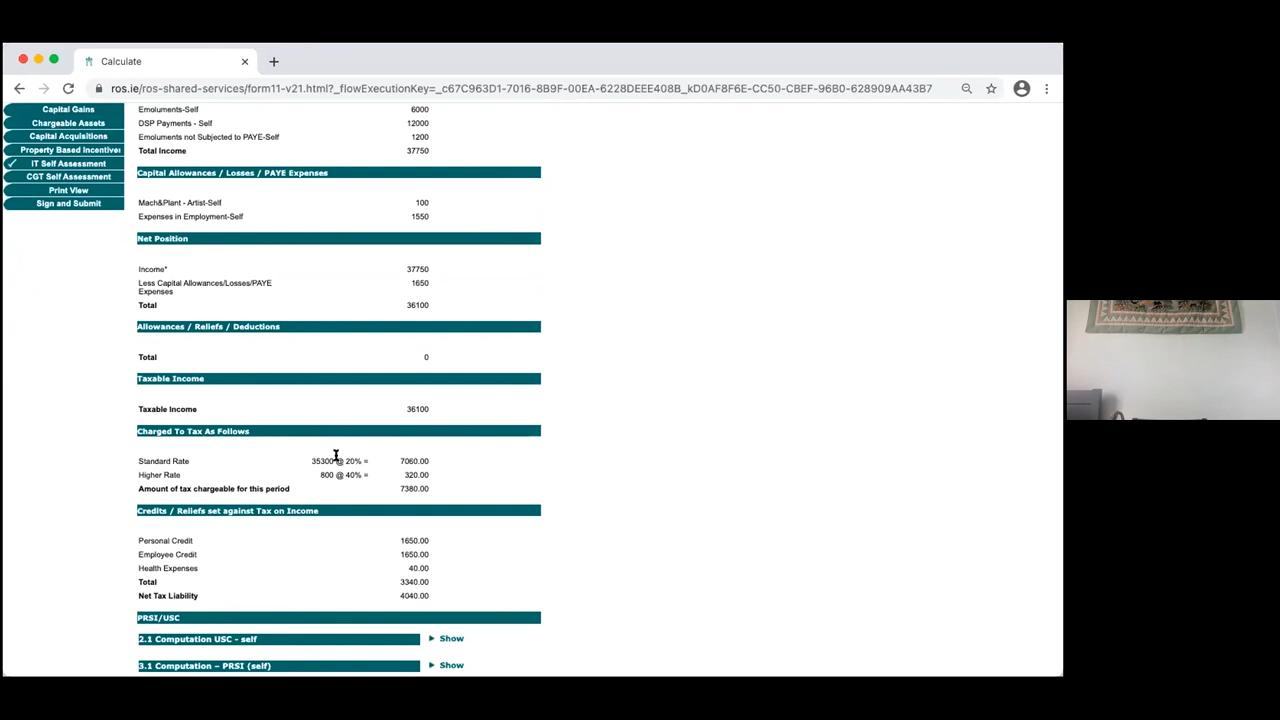 Calculate
ros.ie/ros-shared-services/form11-v21.html?_flowExecutionKey=_c67C963D1-7016-8B9F-00EA-6228DEEE408B_kD0AF8F6E-CC50-CBEF-96B0-628909AA43B7
Capital Gains
Chargeable Assets
Capital Acquisitions
Property Based Incentives
IT Self Assessment
CGT Self Assessment
Print View
Sign and Submit
Emoluments-Self 6000
DSP Payments - Self 12000
Emoluments not Subjected to PAYE-Self 1200
Total Income 37750
Capital Allowances / Losses / PAYE Expenses
Mach&Plant - Artist-Self 100
Expenses in Employment-Self 1550
Net Position
Income* 37750
Less Capital Allowances/Losses/PAYE 1650
Expenses
Total 36100
Allowances / Reliefs / Deductions
Total 0
Taxable Income
Taxable Income 36100
Charged To Tax As Follows
Standard Rate 35300 @ 20% = 7060.00
Higher Rate 800 @ 40% = 320.00
Amount of tax chargeable for this period 7380.00
Credits / Reliefs set against Tax on Income
Personal Credit 1650.00
Employee Credit 1650.00
Health Expenses 40.00
Total 3340.00
Net Tax Liability 4040.00
PRSI/USC
2.1 Computation USC - self Show
3.1 Computation – PRSI (self) Show